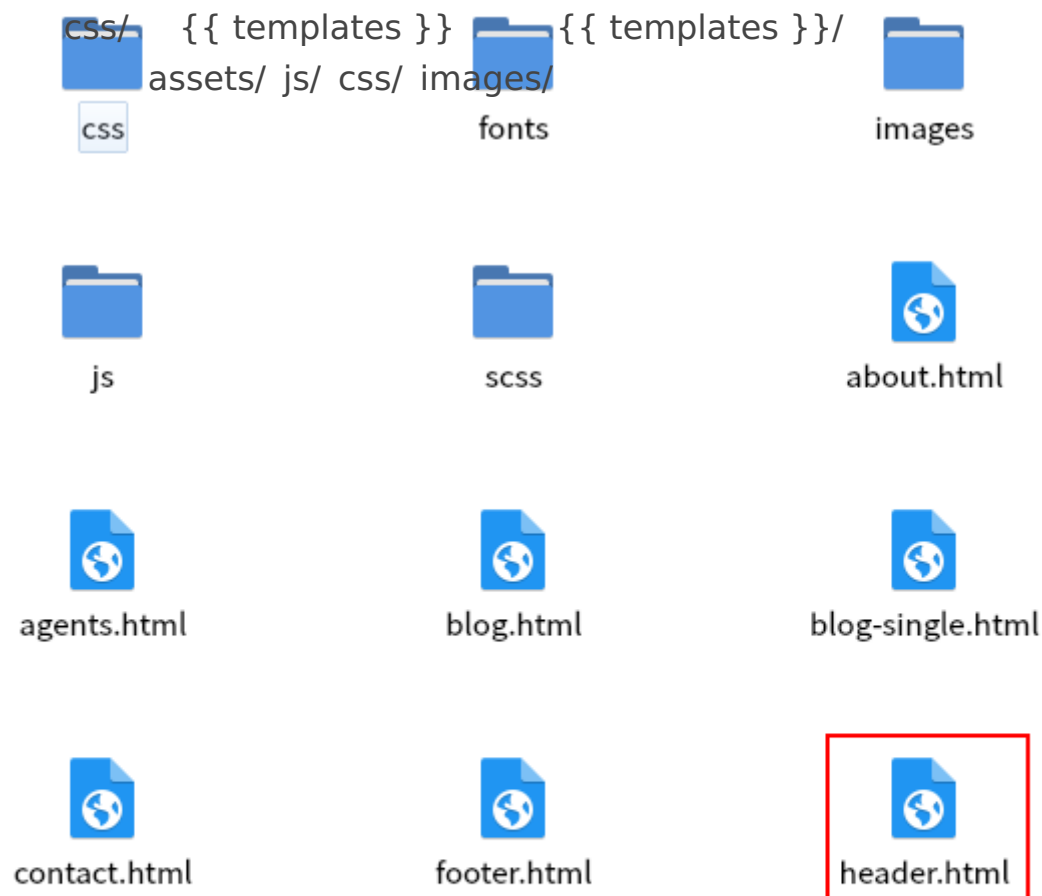 css/ {{ templates }} {{ templates }}/
assets/ js/ css/ images/
css fonts images
js scss about.html
agents.html blog.html blog-single.html
contact.html footer.html header.html